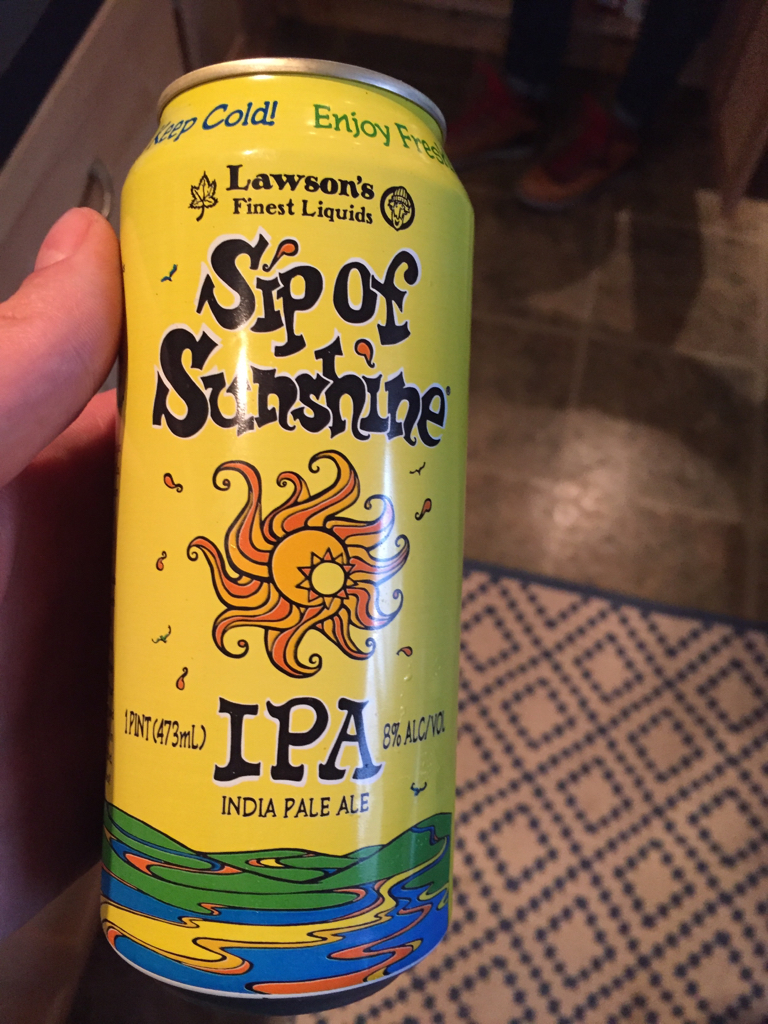 Keep Cold! Enjoy Fresh
Lawson's
Finest Liquids
Sip of
Sunshine
1 PINT (473mL) IPA 8% ALC/VOL
INDIA PALE ALE